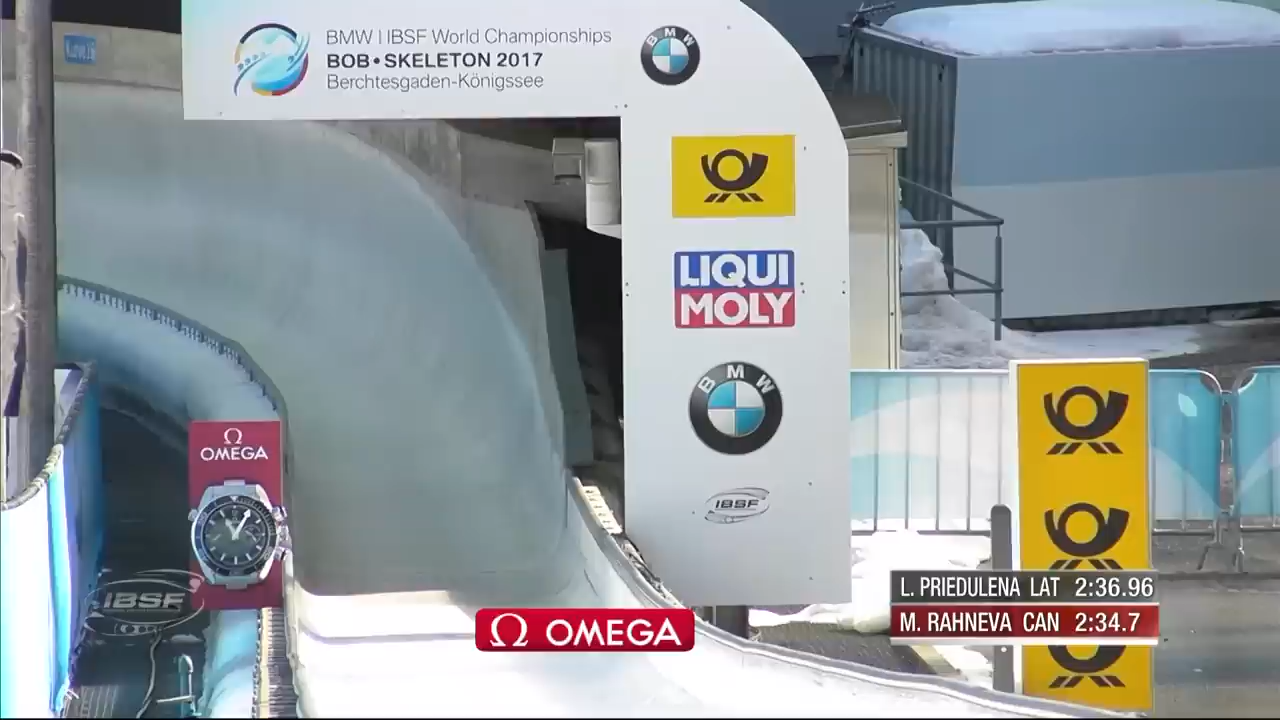 BMW | IBSF World Championships
BOB • SKELETON 2017
Berchtesgaden-Königssee
BMW
LIQUI
MOLY
BMW
IBSF
Ω
OMEGA
IBSF
Ω OMEGA
L. PRIEDULENA LAT 2:36.96
M. RAHNEVA CAN 2:34.7